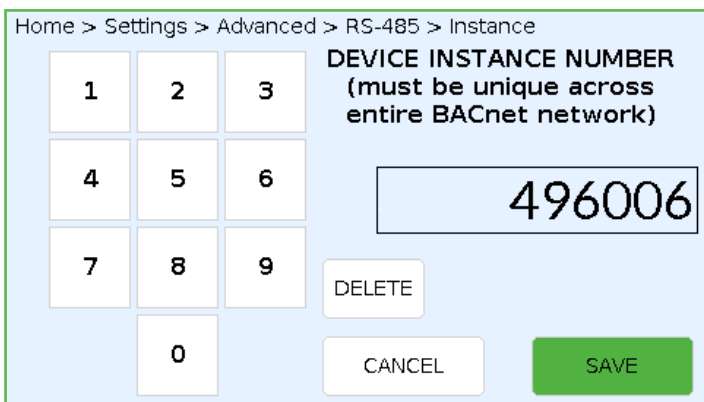 Home > Settings > Advanced > RS-485 > Instance
DEVICE INSTANCE NUMBER
(must be unique across
entire BACnet network)
1 2 3
4 5 6
496006
7 8 9
DELETE
0
CANCEL
SAVE